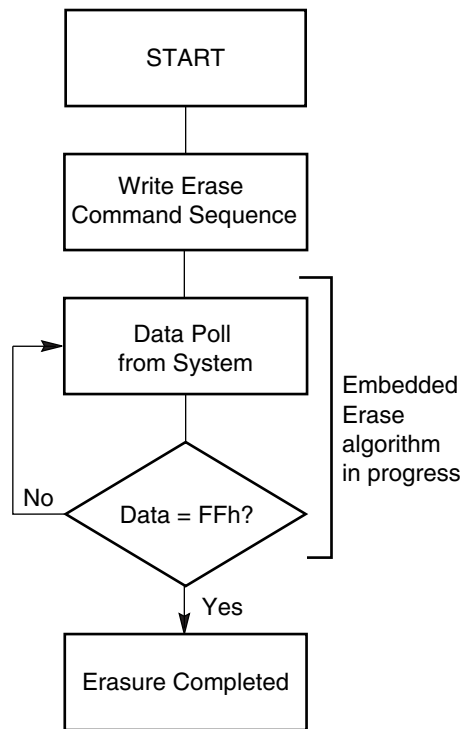 START
Write Erase
Command Sequence
Data Poll
from System
Embedded
Erase
algorithm
in progress
No
Data = FFh?
Yes
Erasure Completed